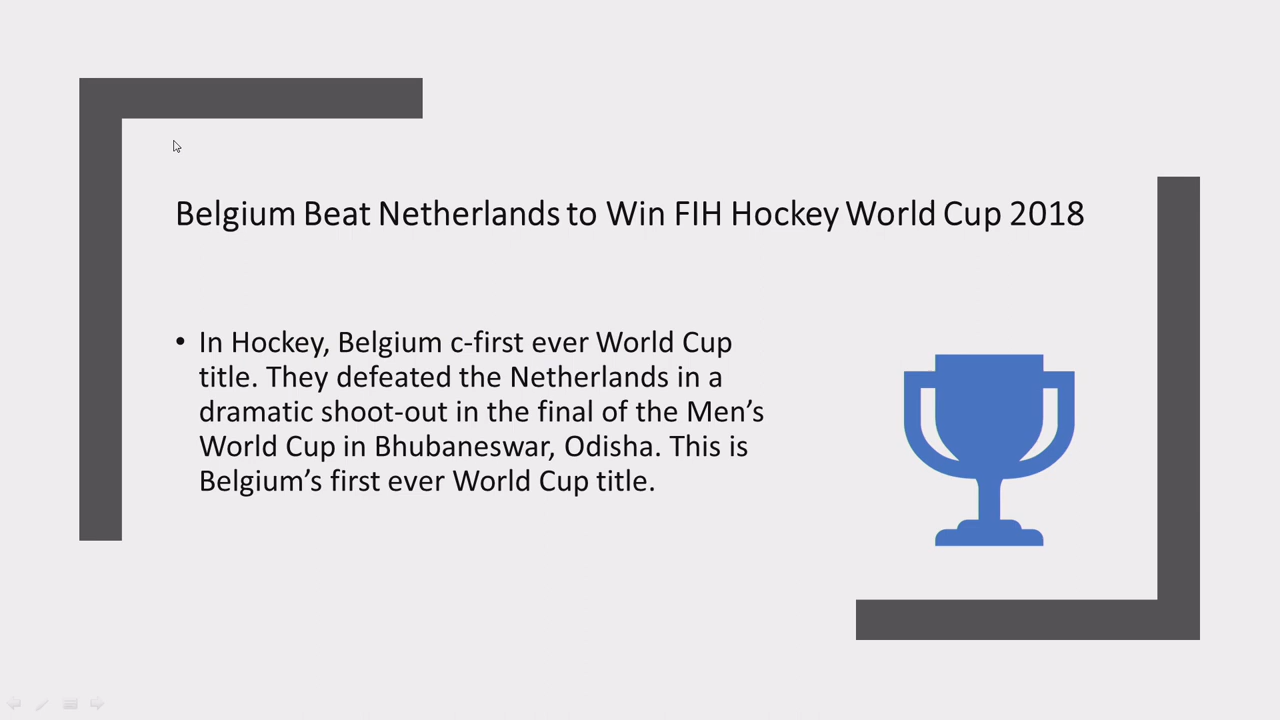 Belgium Beat Netherlands to Win FIH Hockey World Cup 2018
• In Hockey, Belgium c-first ever World Cup
title. They defeated the Netherlands in a
dramatic shoot-out in the final of the Men’s
World Cup in Bhubaneswar, Odisha. This is
Belgium’s first ever World Cup title.